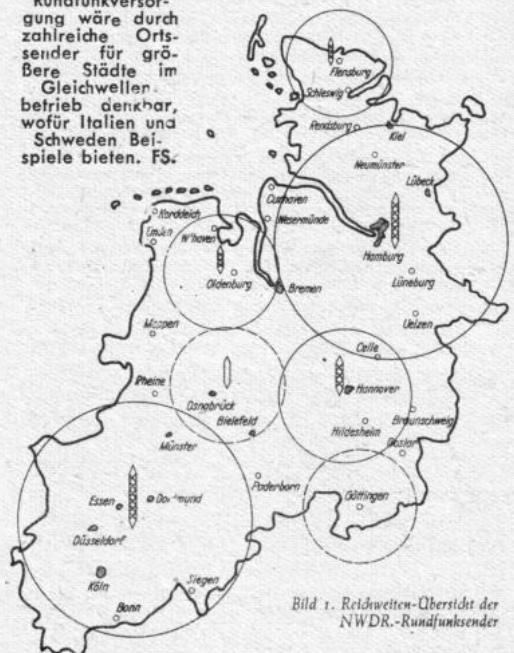 Rundfunkversor-
gung wäre durch
zahlreiche Orts-
sender für grö-
ßere Städte im
Gleichwellen-
betrieb denkbar,
wofür Italien und
Schweden Bei-
spiele bieten. FS.
Flensburg
Schleswig
Rendsburg
Kiel
Neumünster
Lübeck
Cuxhaven
Norddeich
Wesermünde
Emden
W'haven
Hamburg
Oldenburg
Lüneburg
Bremen
Uelzen
Meppen
Celle
Rheine
Osnabrück
Hannover
Bielefeld
Braunschweig
Hildesheim
Münster
Goslar
Paderborn
Göttingen
Essen
Dortmund
Düsseldorf
Köln
Siegen
Bonn
Bild 1. Reichweiten-Übersicht der
NWDR.-Rundfunksender